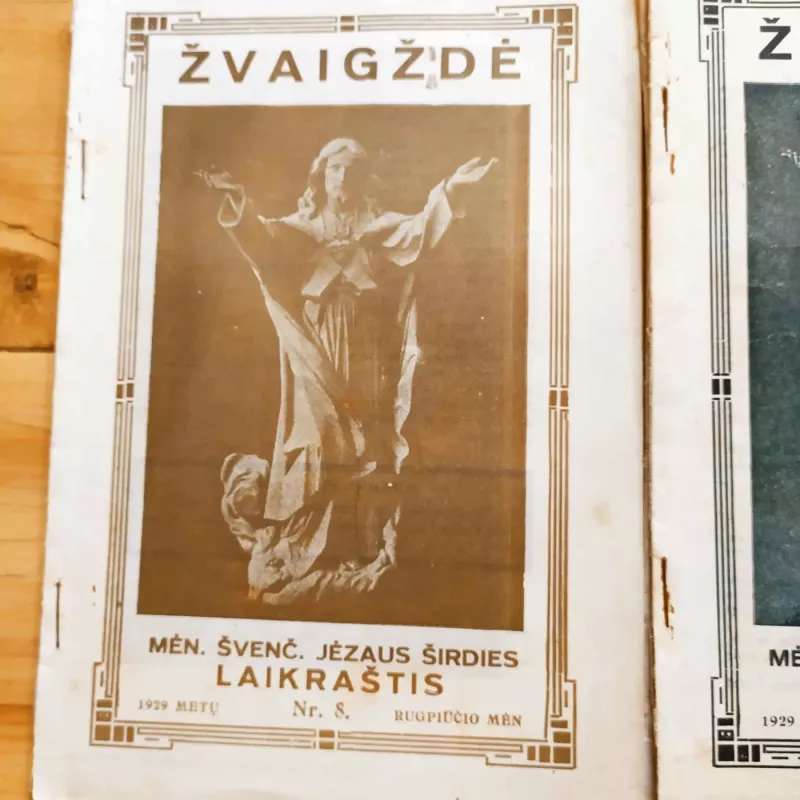 ŽVAIGŽDĖ
MĖN. ŠVENČ. JĖZAUS ŠIRDIES
LAIKRAŠTIS
1929 METŲ Nr. 8. RUGPIŪČIO MĖN
Ž
MĖ
1929